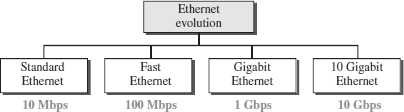 Ethernet
evolution
Standard
Ethernet
Fast
Ethernet
Gigabit
Ethernet
10 Gigabit
Ethernet
10 Mbps
100 Mbps
1 Gbps
10 Gbps